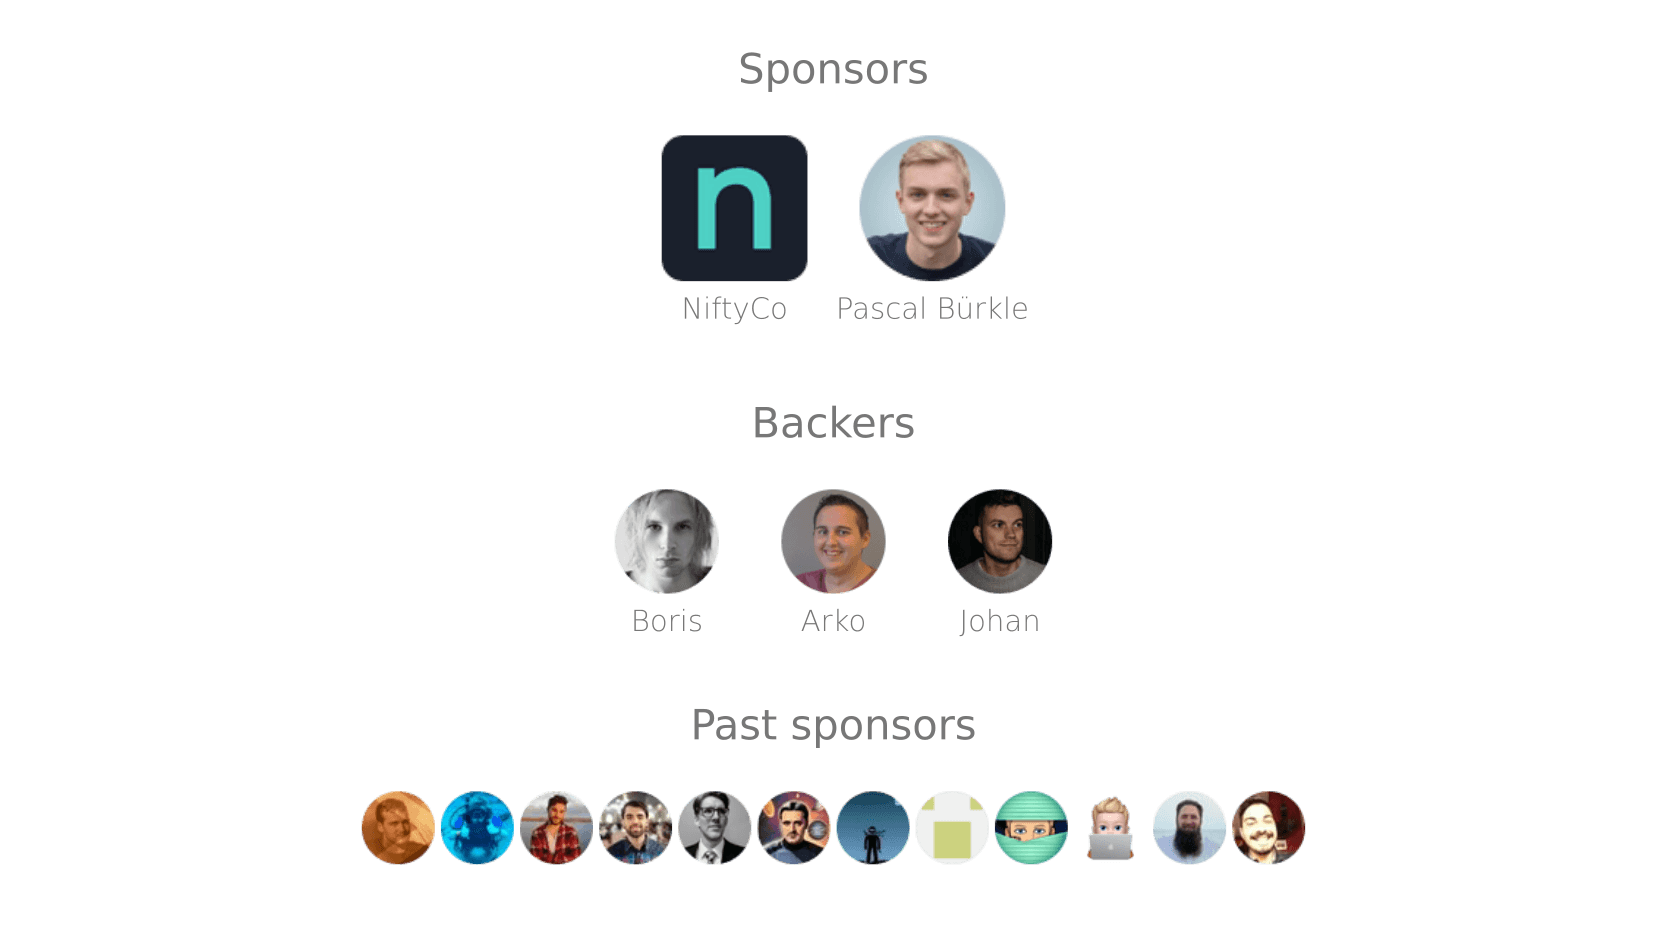 Sponsors
n
NiftyCo Pascal Bürkle
Backers
Boris Arko Johan
Past sponsors